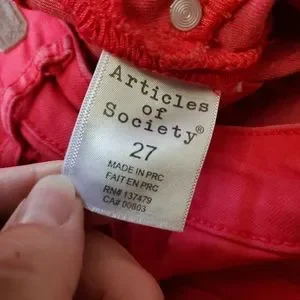 Articles
of
Society®
27
MADE IN PRC
FAIT EN PRC
RN# 137479
CA# 00803